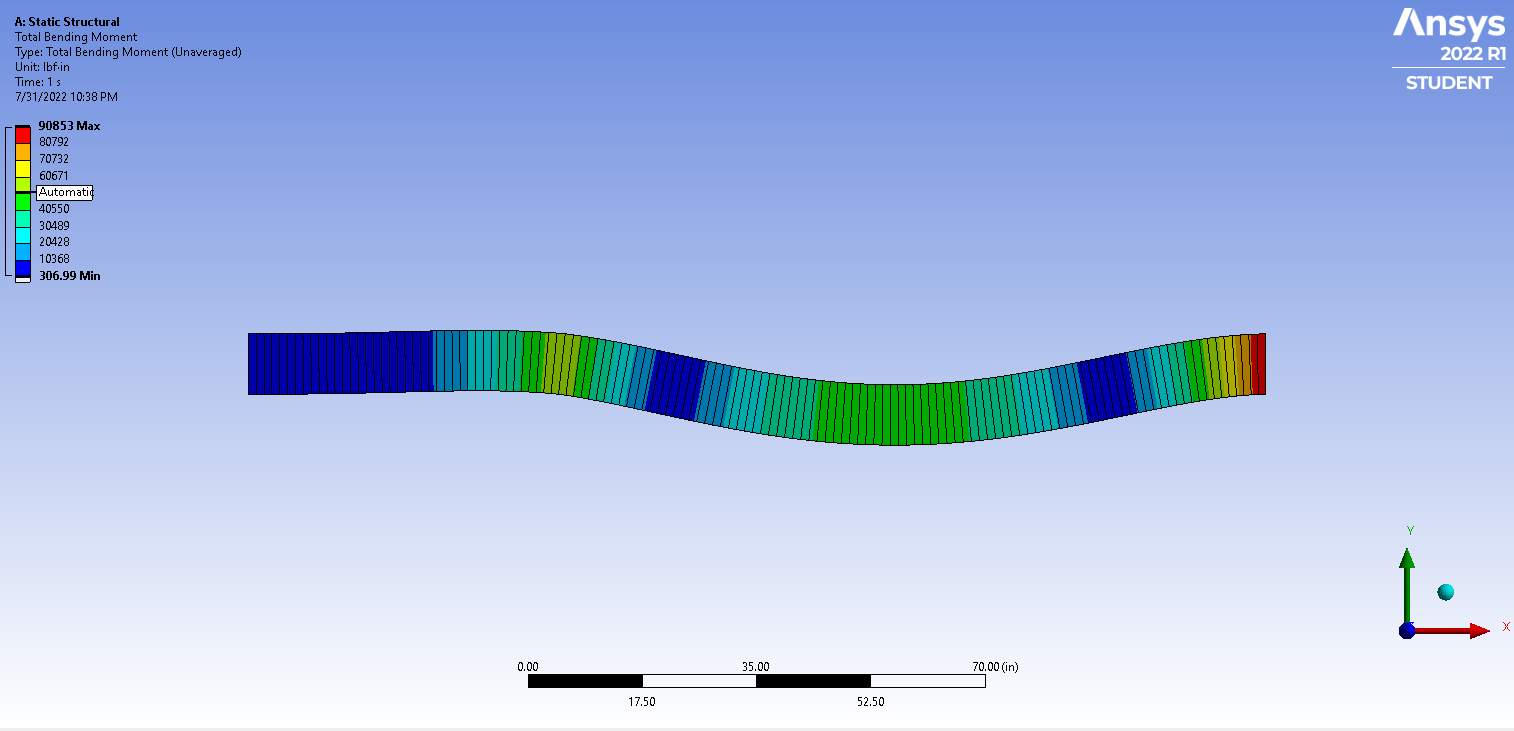 A: Static Structural
Total Bending Moment
Type: Total Bending Moment (Unaveraged)
Unit: lbf·in
Time: 1 s
7/31/2022 10:38 PM
Ansys
2022 R1
STUDENT
90853 Max
80792
70732
60671
Automatic
40550
30489
20428
10368
306.99 Min
Y
X
0.00 35.00 70.00 (in)
17.50 52.50